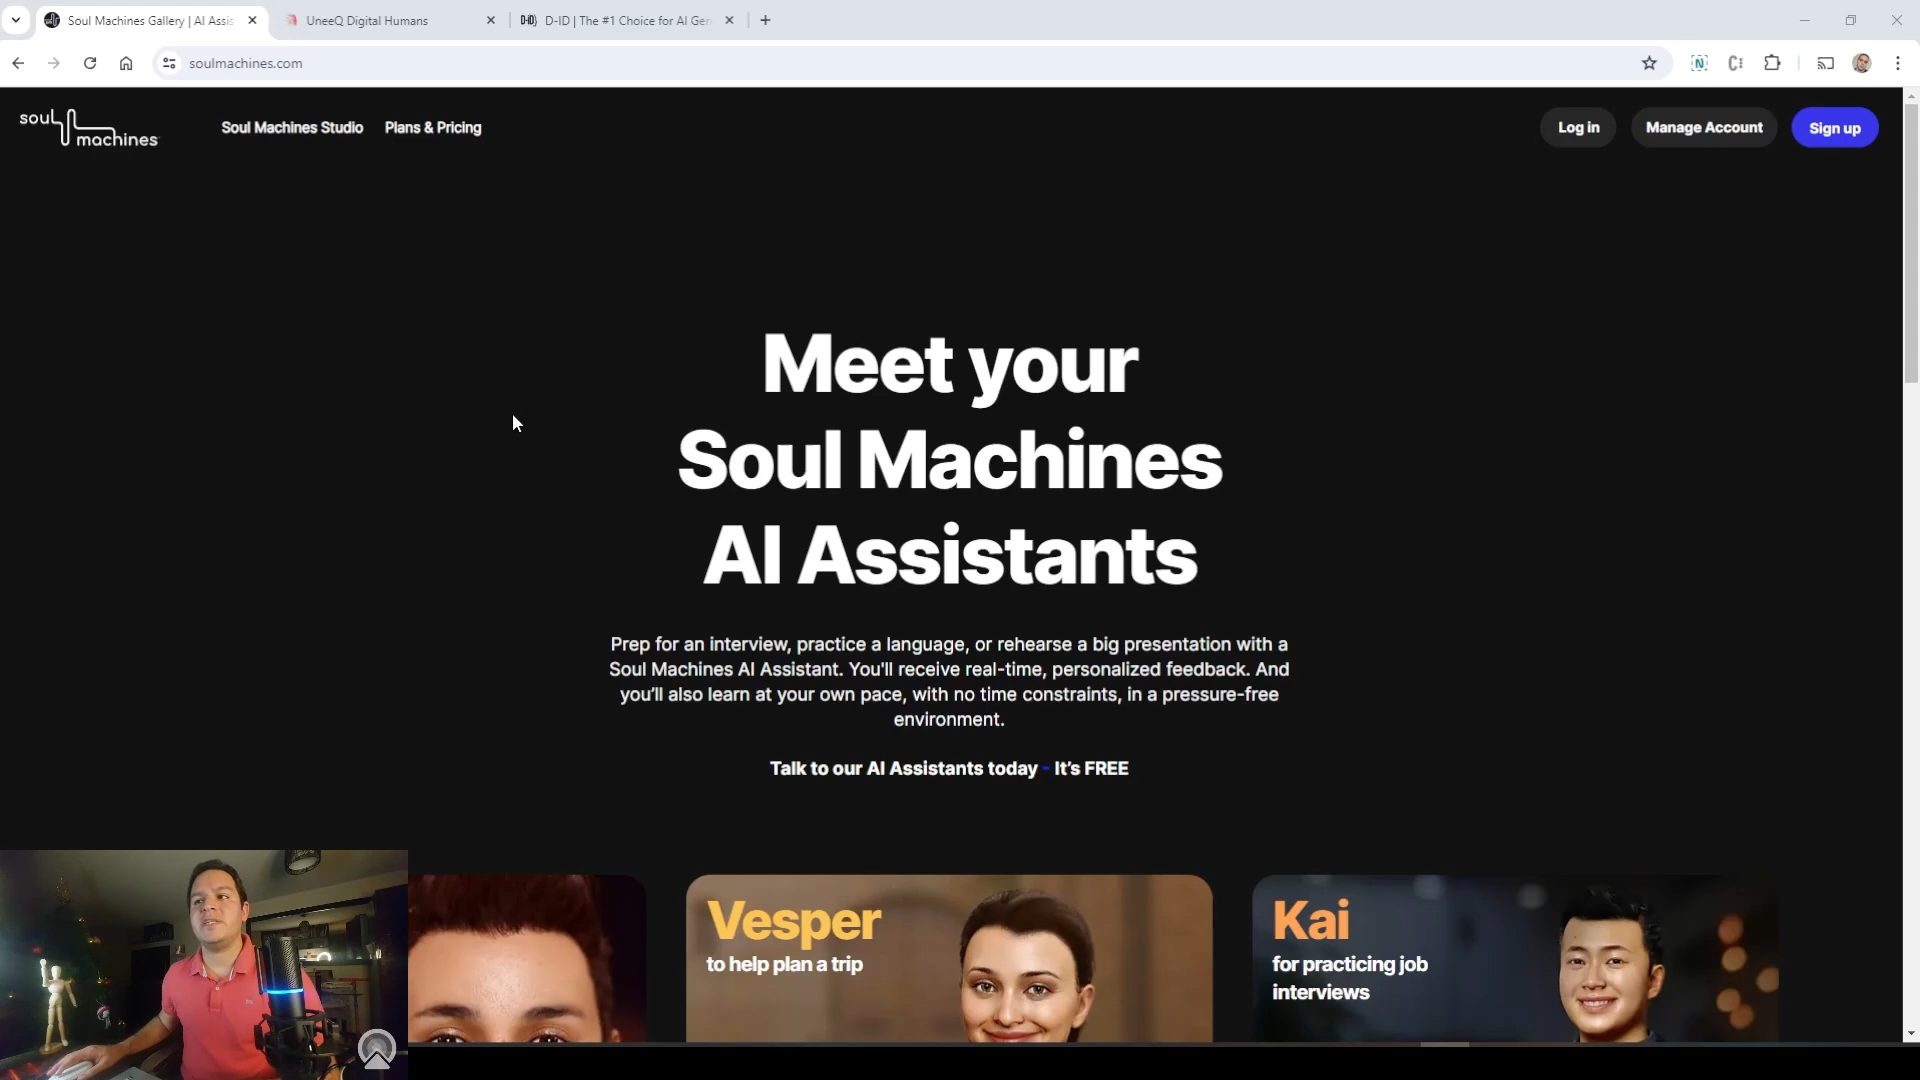 Soul Machines Gallery | AI Assis
UneeQ Digital Humans
D-ID | The #1 Choice for AI Gen
soulmachines.com
soul machines
Soul Machines Studio
Plans & Pricing
Log in
Manage Account
Sign up
Meet your
Soul Machines
AI Assistants
Prep for an interview, practice a language, or rehearse a big presentation with a
Soul Machines AI Assistant. You'll receive real-time, personalized feedback. And
you'll also learn at your own pace, with no time constraints, in a pressure-free
environment.
Talk to our AI Assistants today - It's FREE
Vesper
to help plan a trip
Kai
for practicing job
interviews